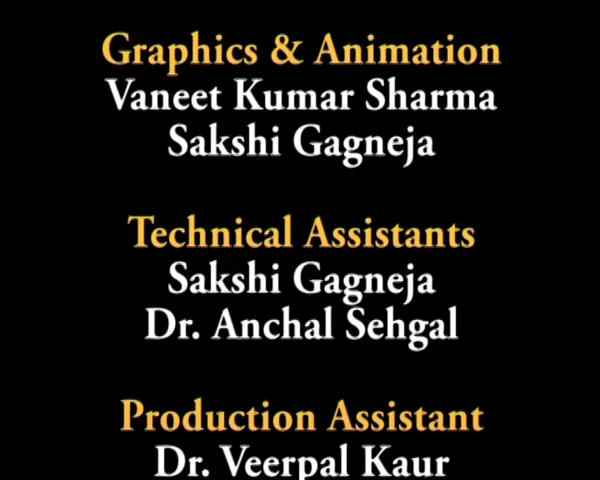 Graphics & Animation
Vaneet Kumar Sharma
Sakshi Gagneja
Technical Assistants
Sakshi Gagneja
Dr. Anchal Sehgal
Production Assistant
Dr. Veerpal Kaur